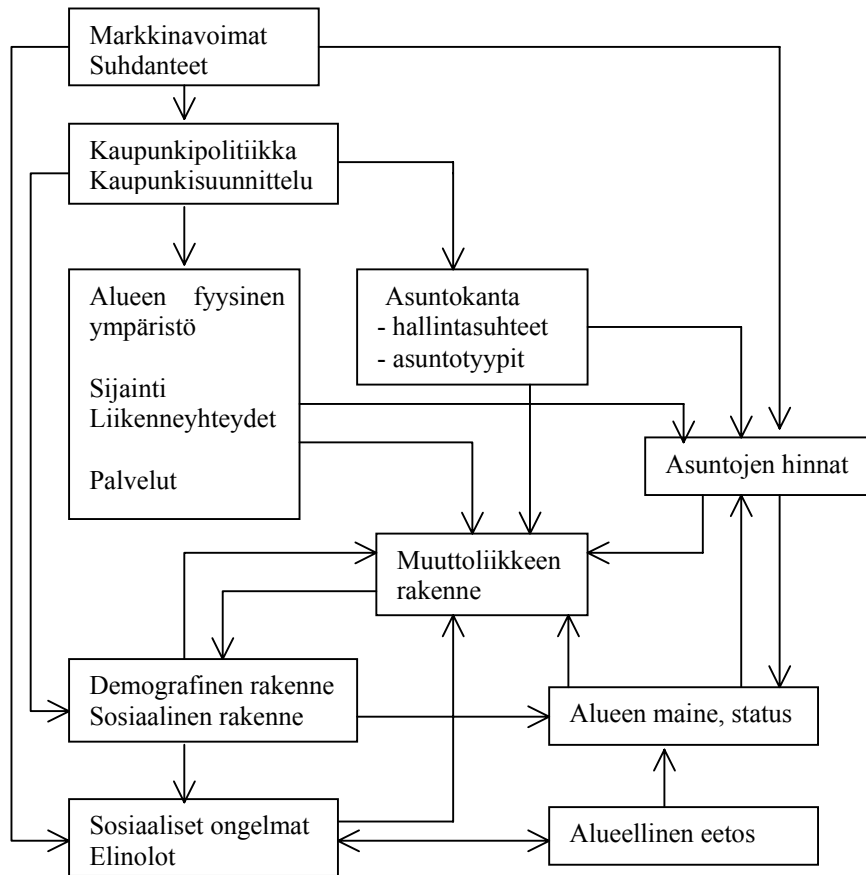 Markkinavoimat
Suhdanteet
Kaupunkipolitiikka
Kaupunkisuunnittelu
Alueen fyysinen
ympäristö
Sijainti
Liikenneyhteydet
Palvelut
Asuntokanta
- hallintasuhteet
- asuntotyypit
Asuntojen hinnat
Muuttoliikkeen
rakenne
Demografinen rakenne
Sosiaalinen rakenne
Alueen maine, status
Sosiaaliset ongelmat
Elinolot
Alueellinen eetos